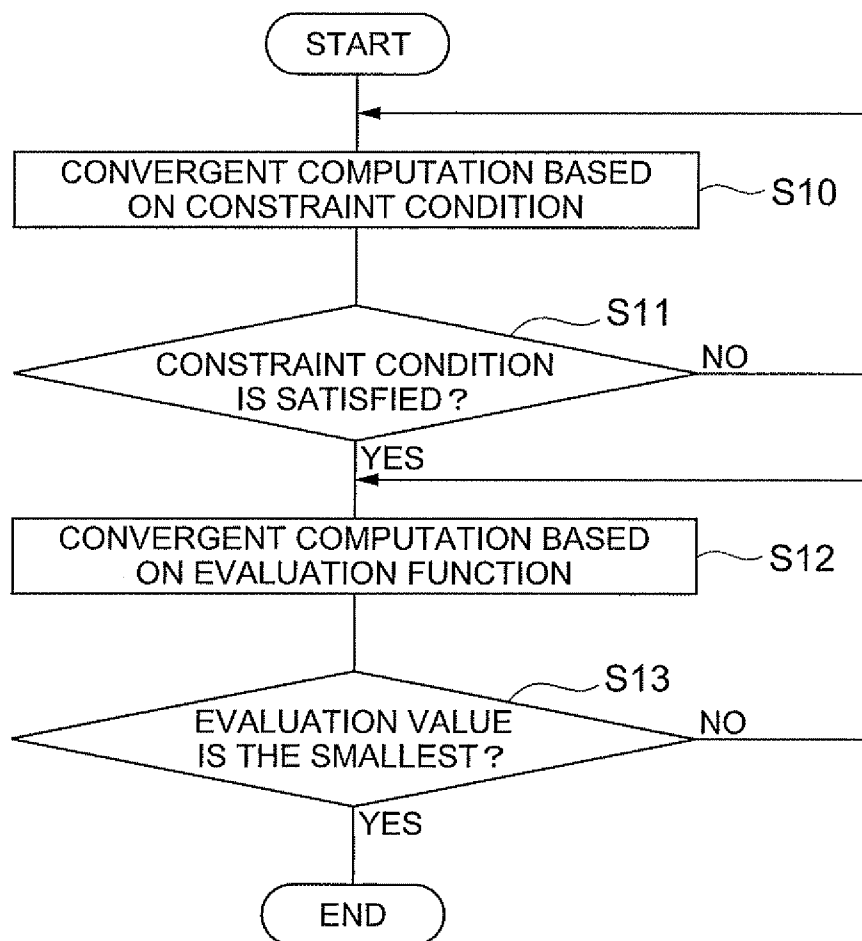 START
CONVERGENT COMPUTATION BASED
ON CONSTRAINT CONDITION
S10
S11
CONSTRAINT CONDITION
IS SATISFIED?
NO
YES
CONVERGENT COMPUTATION BASED
ON EVALUATION FUNCTION
S12
S13
EVALUATION VALUE
IS THE SMALLEST?
NO
YES
END